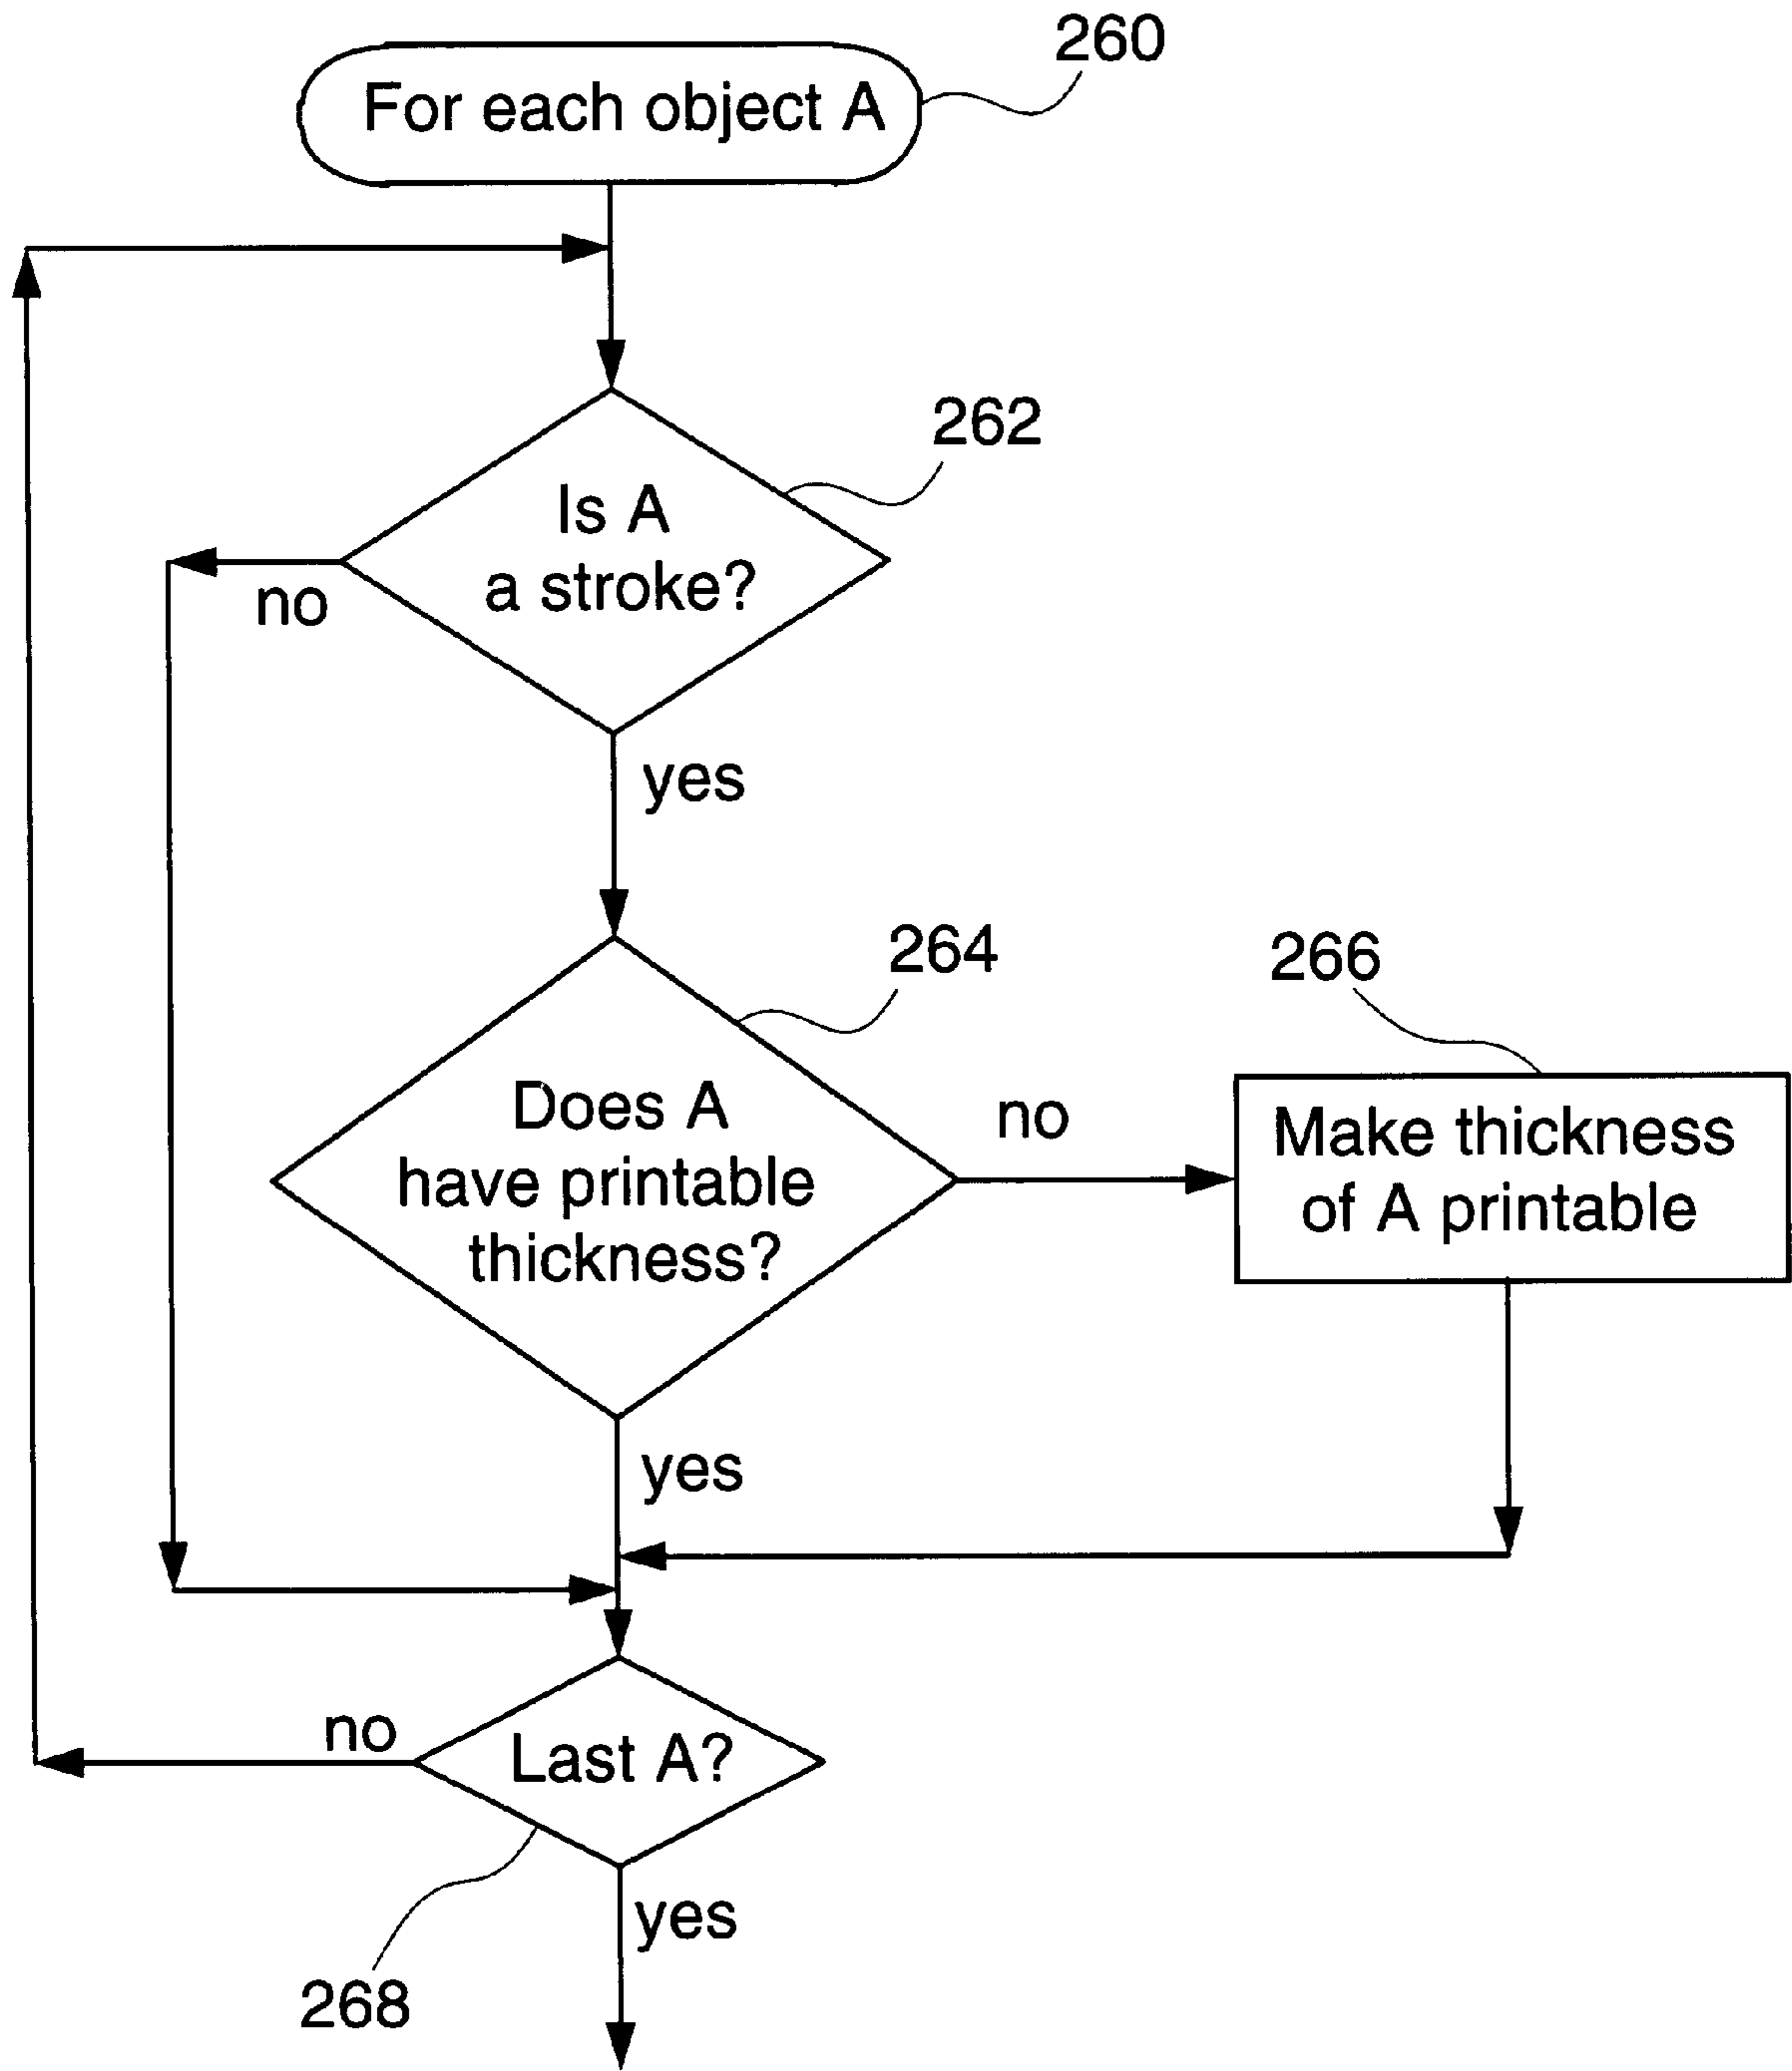 260
For each object A
262
Is A
a stroke?
no
yes
264
266
Does A
have printable
thickness?
no
Make thickness
of A printable
yes
no
Last A?
yes
268